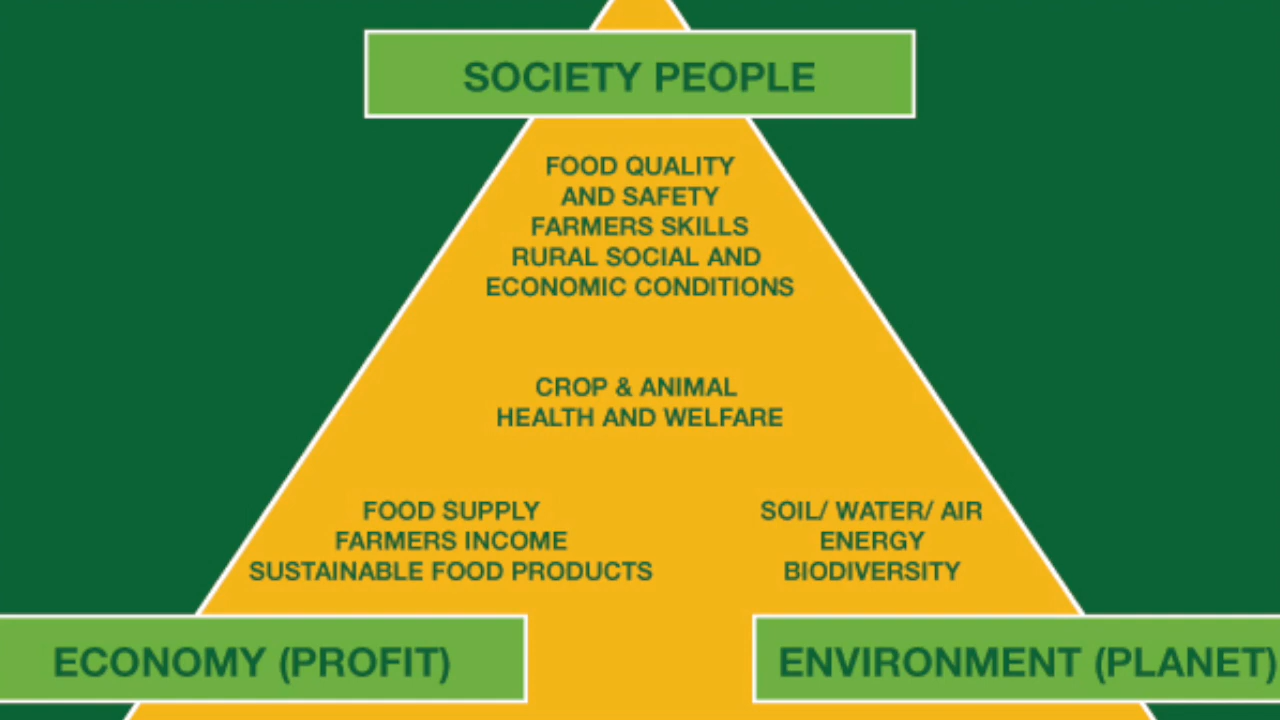 SOCIETY PEOPLE
FOOD QUALITY
AND SAFETY
FARMERS SKILLS
RURAL SOCIAL AND
ECONOMIC CONDITIONS
CROP & ANIMAL
HEALTH AND WELFARE
FOOD SUPPLY
FARMERS INCOME
SUSTAINABLE FOOD PRODUCTS
SOIL/ WATER/ AIR
ENERGY
BIODIVERSITY
ECONOMY (PROFIT)
ENVIRONMENT (PLANET)